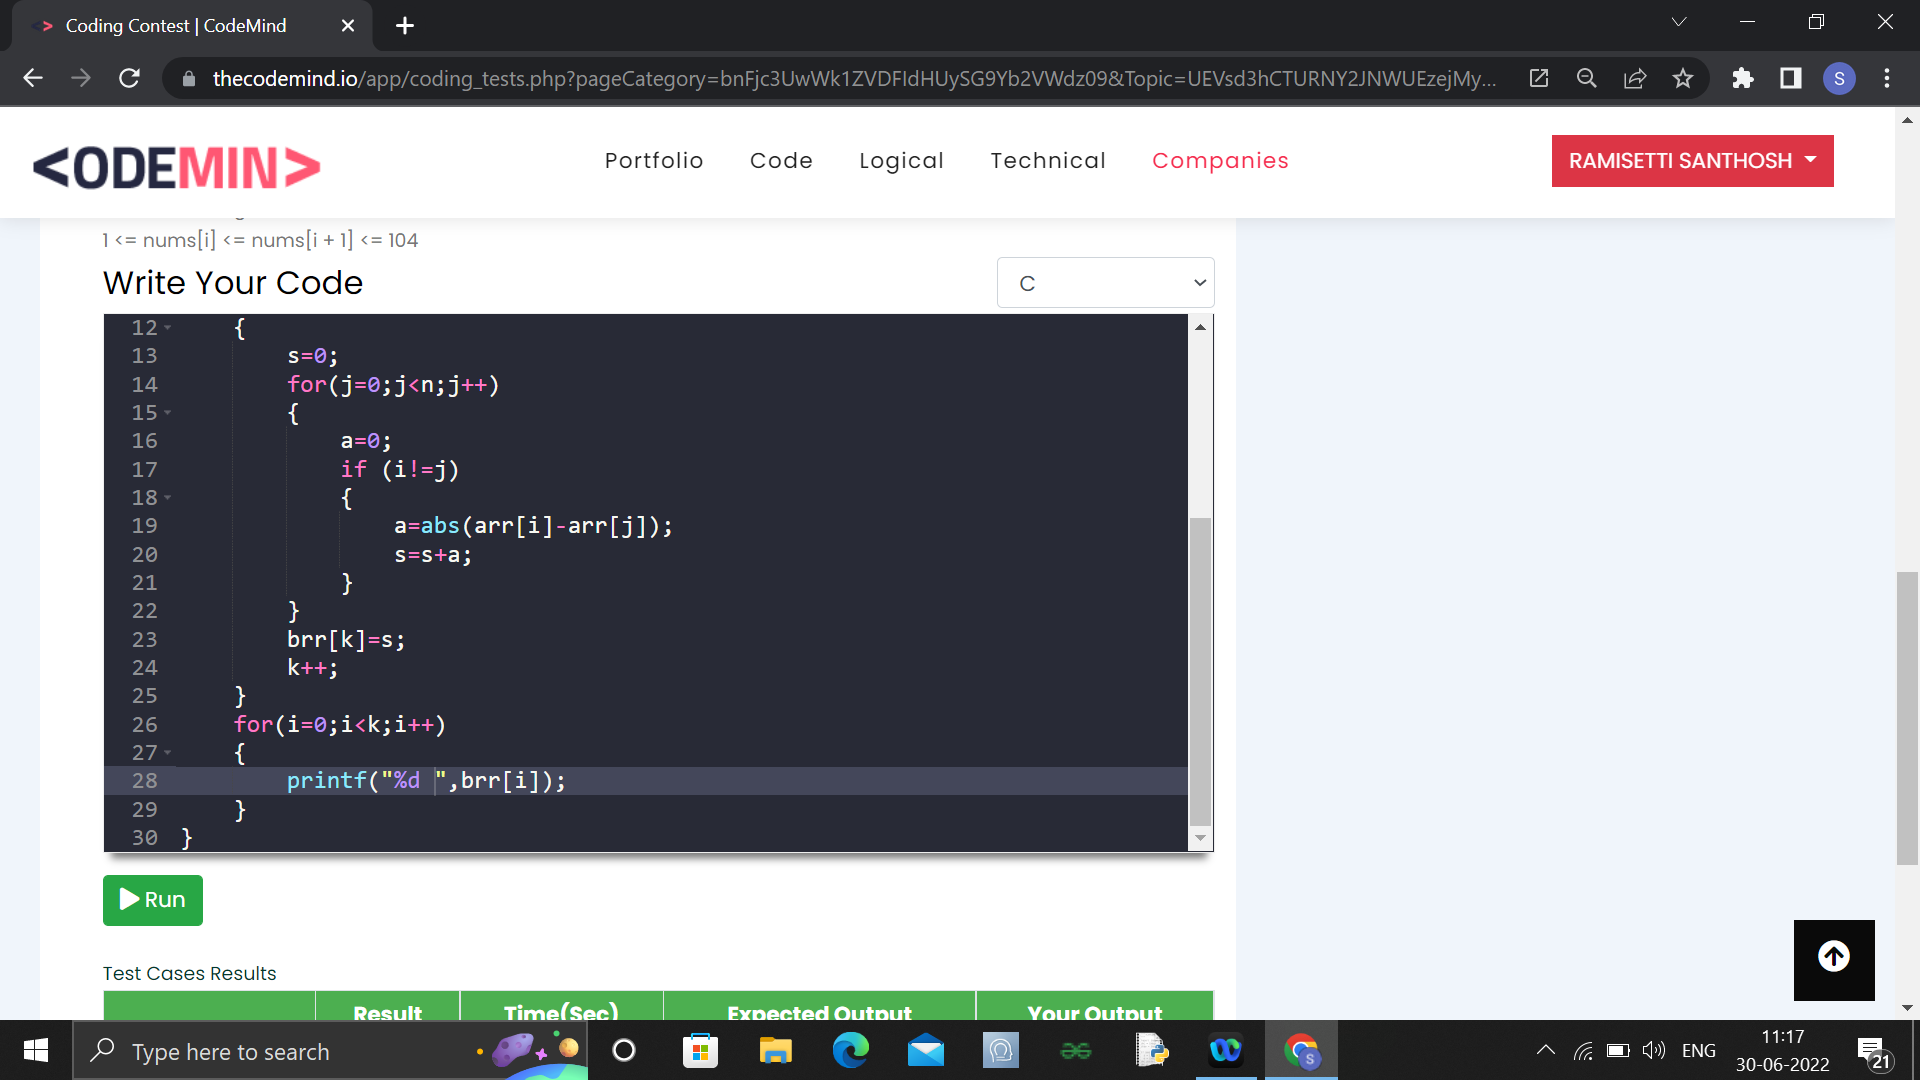 Coding Contest | CodeMind
thecodemind.io/app/coding_tests.php?pageCategory=bnFjc3UwWk1ZVDFIdHUySG9Yb2VWdz09&Topic=UEVsd3hCTURNY2JNWUEzejMy...
S
<ODEMIN>
Portfolio Code Logical Technical Companies
RAMISETTI SANTHOSH
1 <= nums[i] <= nums[i + 1] <= 104
Write Your Code
C
12 {
13 s=0;
14 for(j=0;j<n;j++)
15 {
16 a=0;
17 if (i!=j)
18 {
19 a=abs(arr[i]-arr[j]);
20 s=s+a;
21 }
22 }
23 brr[k]=s;
24 k++;
25 }
26 for(i=0;i<k;i++)
27 {
28 printf("%d ",brr[i]);
29 }
30 }
Run
Test Cases Results
Result Time(Sec) Expected Output Your Output
Type here to search
S
ENG
11:17
30-06-2022
21